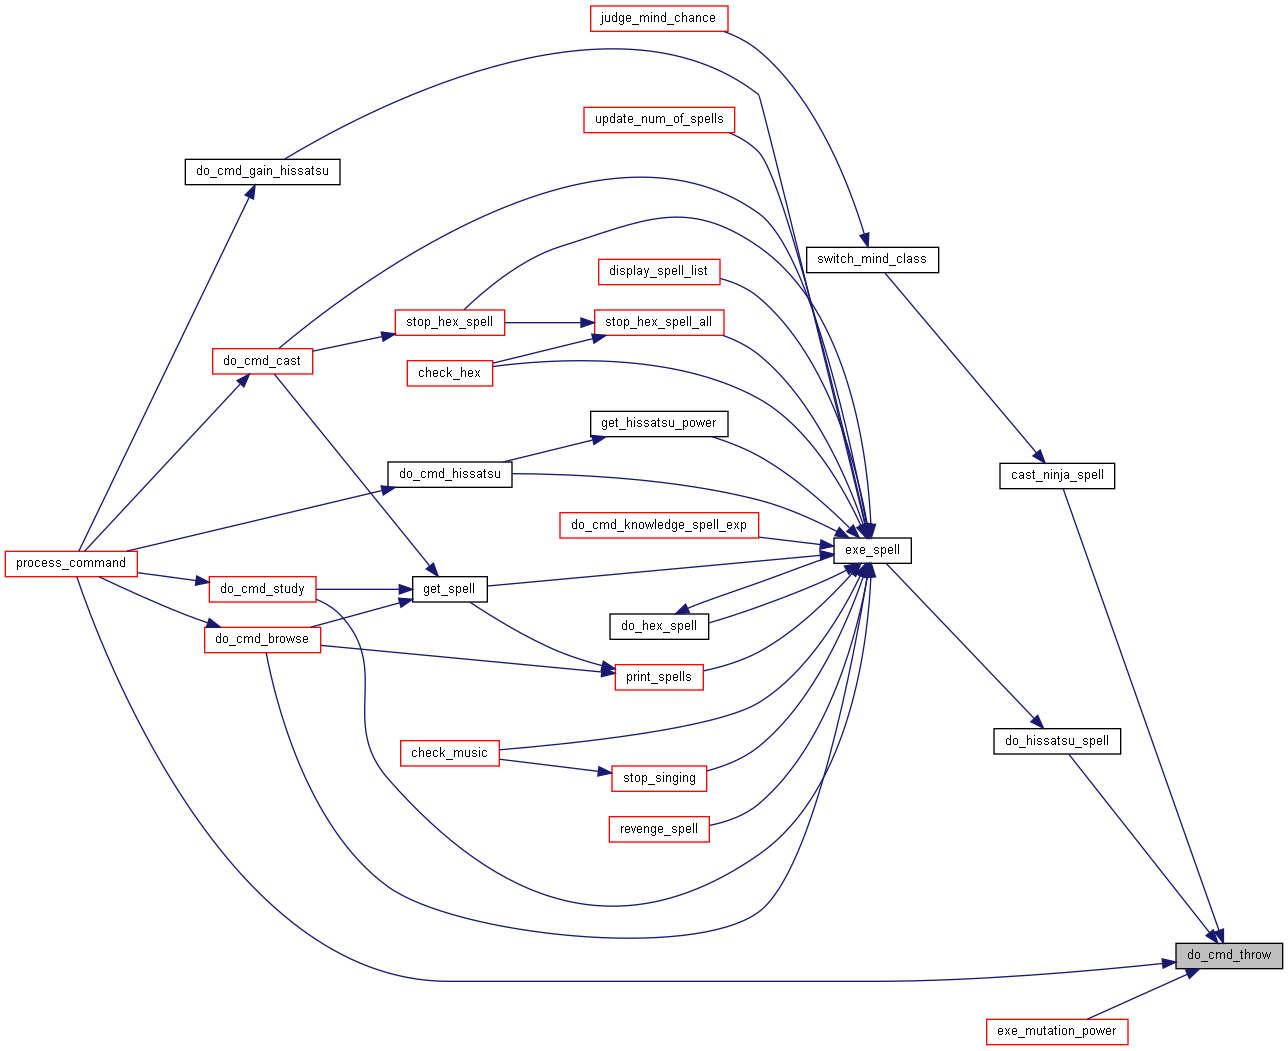 judge_mind_chance
update_num_of_spells
do_cmd_gain_hissatsu
switch_mind_class
display_spell_list
stop_hex_spell
stop_hex_spell_all
do_cmd_cast
check_hex
get_hissatsu_power
do_cmd_hissatsu
cast_ninja_spell
do_cmd_knowledge_spell_exp
exe_spell
process_command
do_cmd_study
get_spell
do_hex_spell
do_cmd_browse
print_spells
do_hissatsu_spell
check_music
stop_singing
revenge_spell
do_cmd_throw
exe_mutation_power